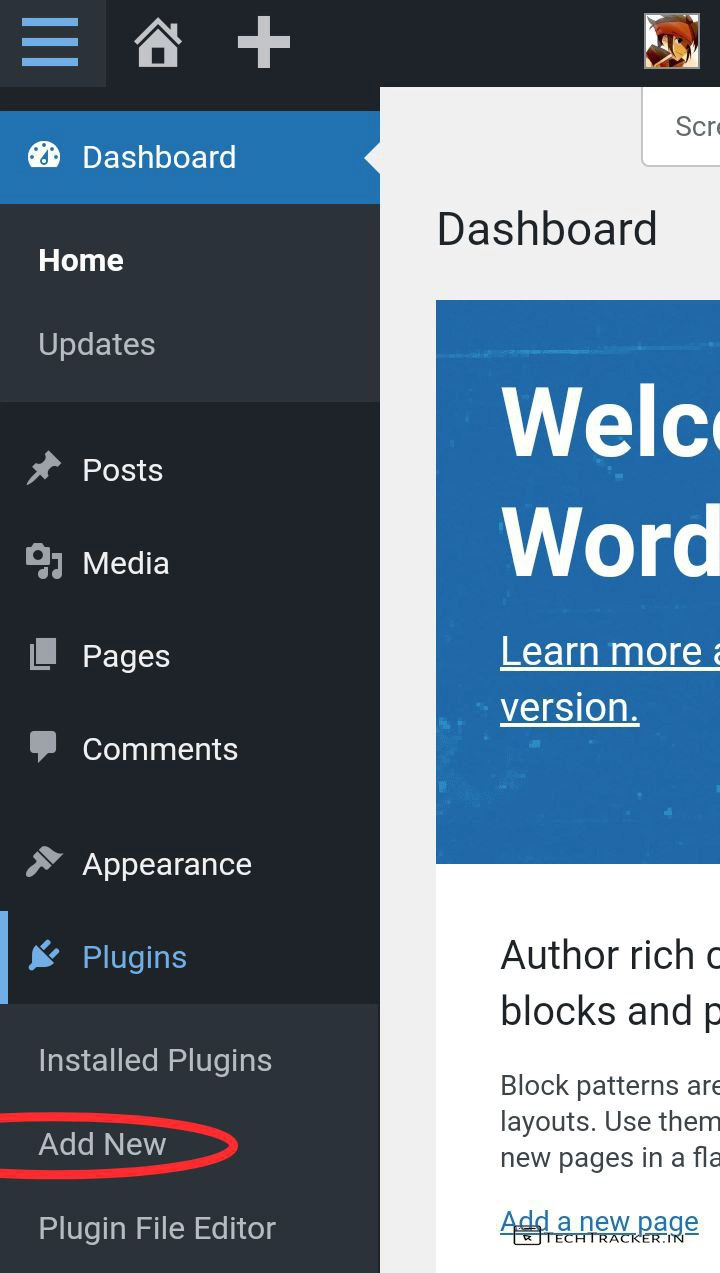 Dashboard
Home
Updates
Posts
Media
Pages
Comments
Appearance
Plugins
Installed Plugins
Add New
Plugin File Editor
Scre
Dashboard
Welc
Word
Learn more a
version.
Author rich c
blocks and p
Block patterns are
layouts. Use them
new pages in a fla
Add a new page
TECHTRACKER.IN